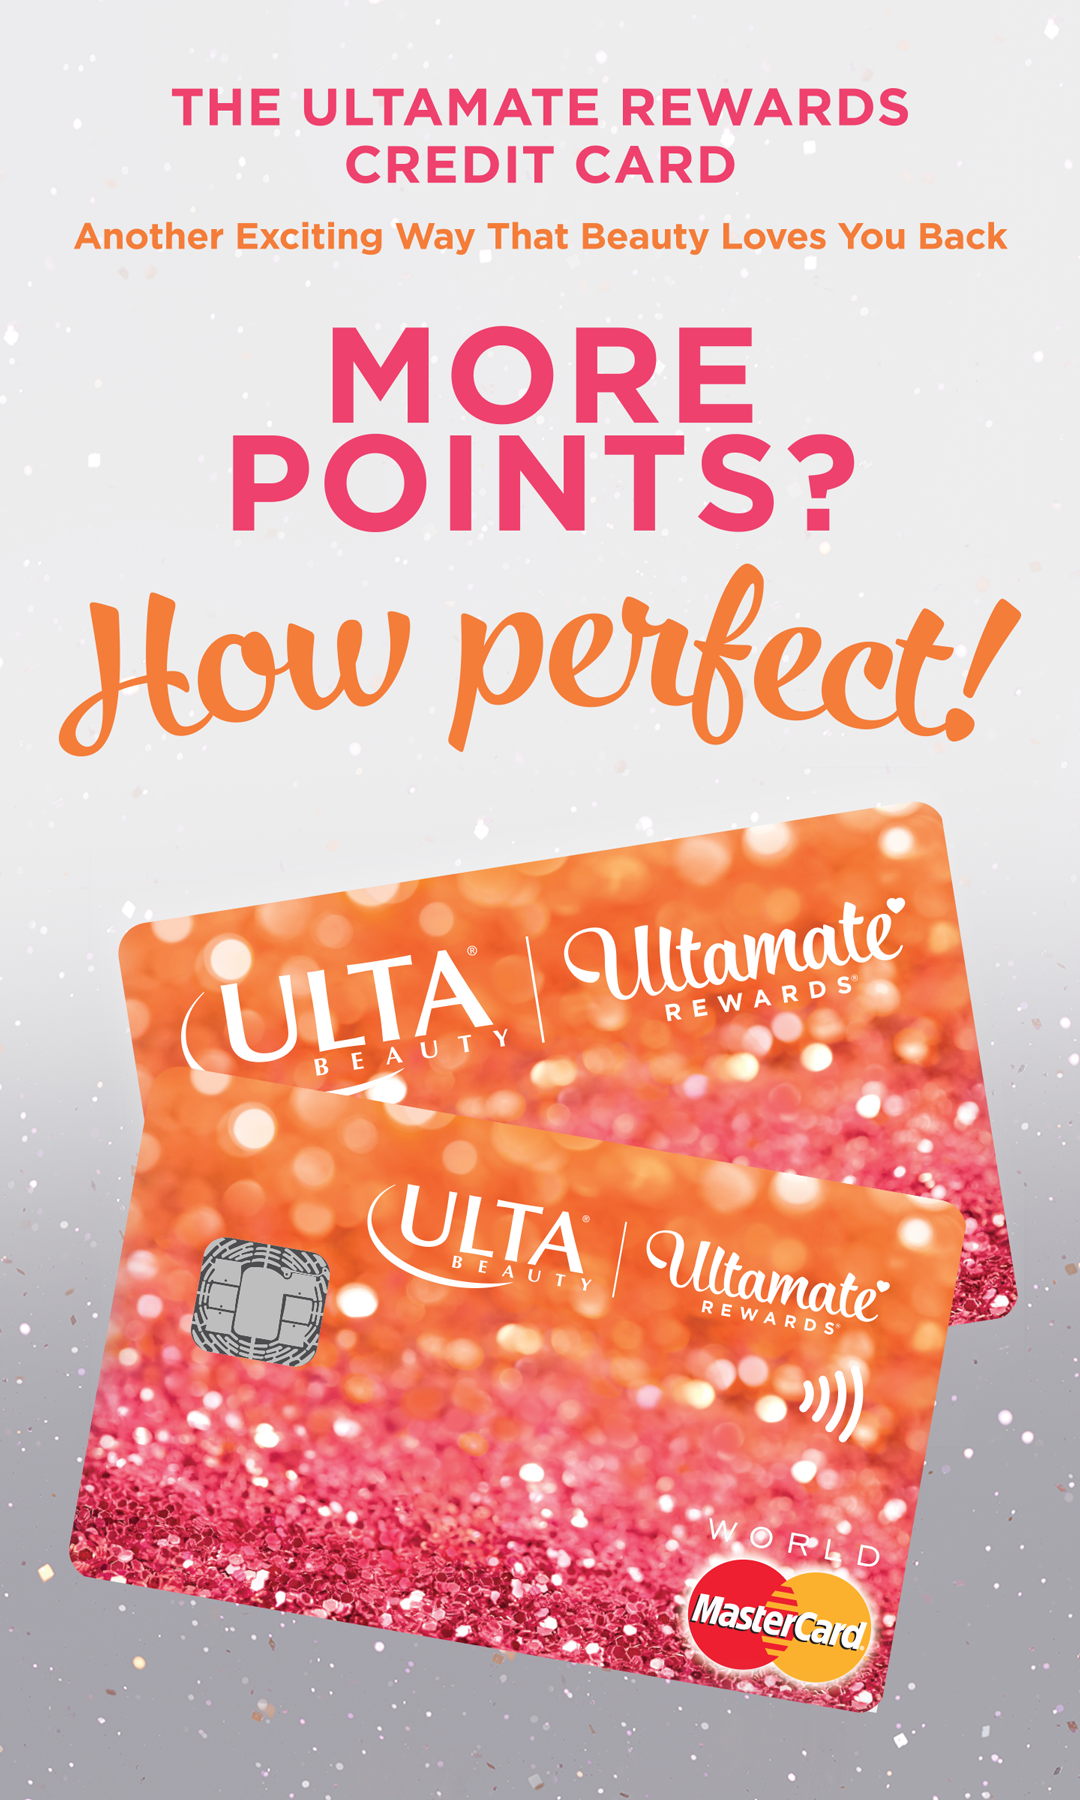 THE ULTAMATE REWARDS
CREDIT CARD
Another Exciting Way That Beauty Loves You Back
MORE
POINTS?
How perfect!
ULTA®
BEAUTY
Ultamate
REWARDS®
ULTA®
BEAUTY
Ultamate
REWARDS®
WORLD
MasterCard